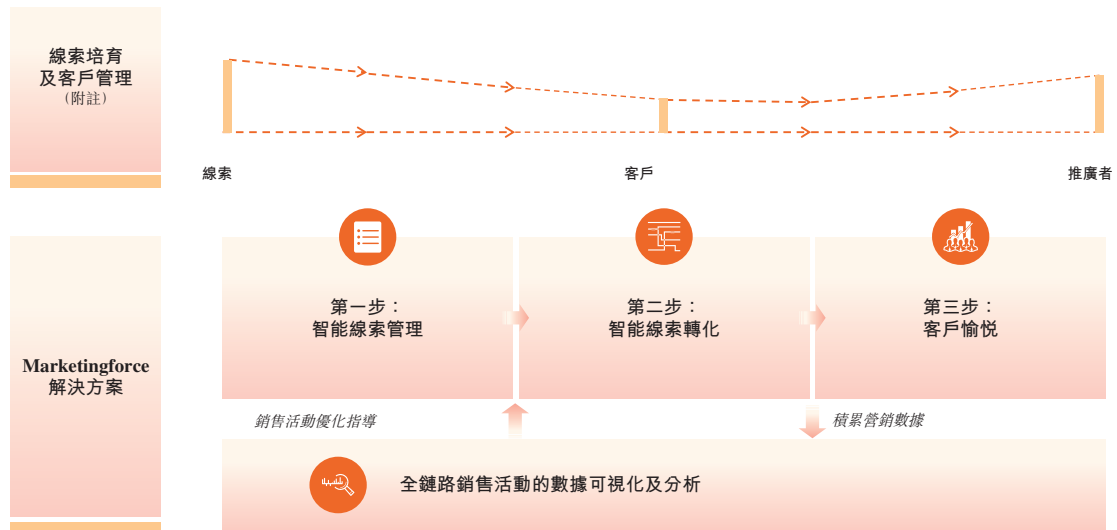 線索培育
及客戶管理
(附註)
線索
客戶
推廣者
Marketingforce
解決方案
第一步：
智能線索管理
第二步：
智能線索轉化
第三步：
客戶愉悅
銷售活動優化指導
積累營銷數據
全鏈路銷售活動的數據可視化及分析